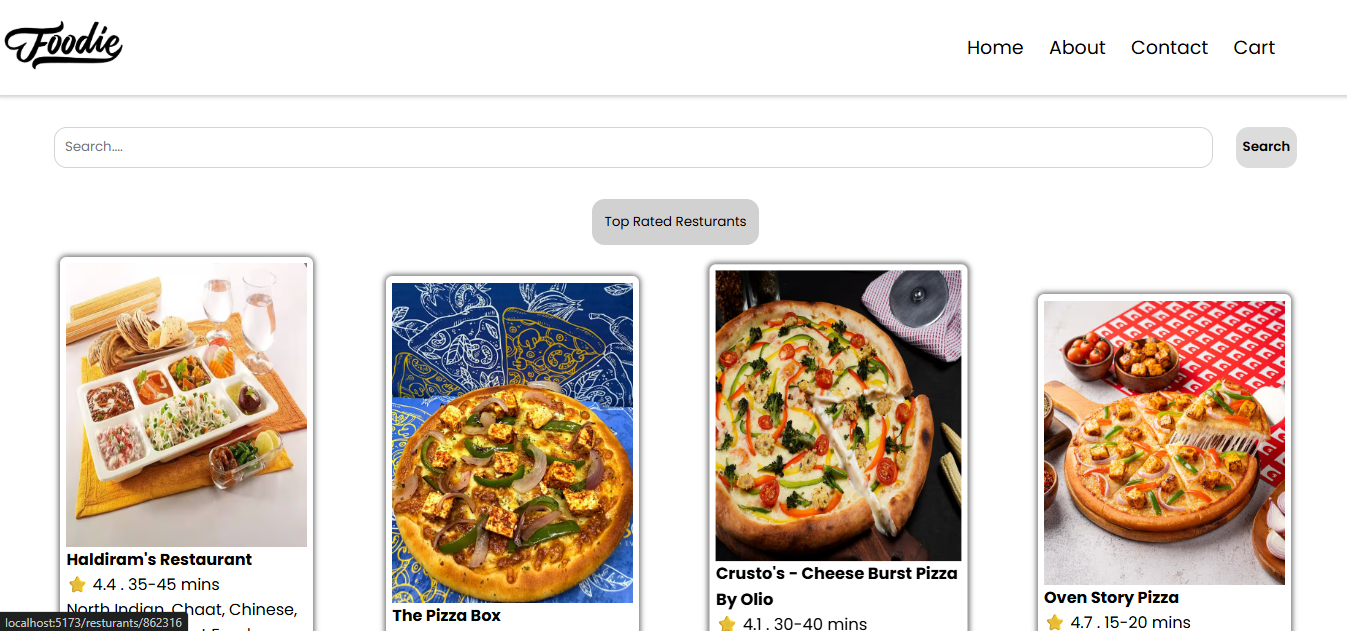 Foodie
Home About Contact Cart
Search....
Search
Top Rated Resturants
Haldiram's Restaurant
4.4 . 35-45 mins
North Indian, Chaat, Chinese,
The Pizza Box
Crusto's - Cheese Burst Pizza
By Olio
4.1 . 30-40 mins
Oven Story Pizza
4.7 . 15-20 mins
localhost:5173/resturants/862316